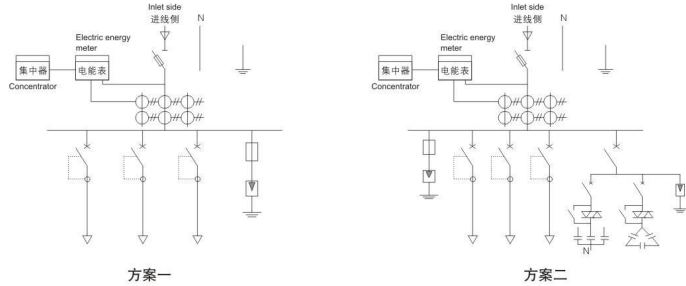 Inlet side
进线侧
N
Electric energy
meter
集中器
电能表
Concentrator
方案一
Inlet side
进线侧
N
Electric energy
meter
集中器
电能表
Concentrator
N
方案二